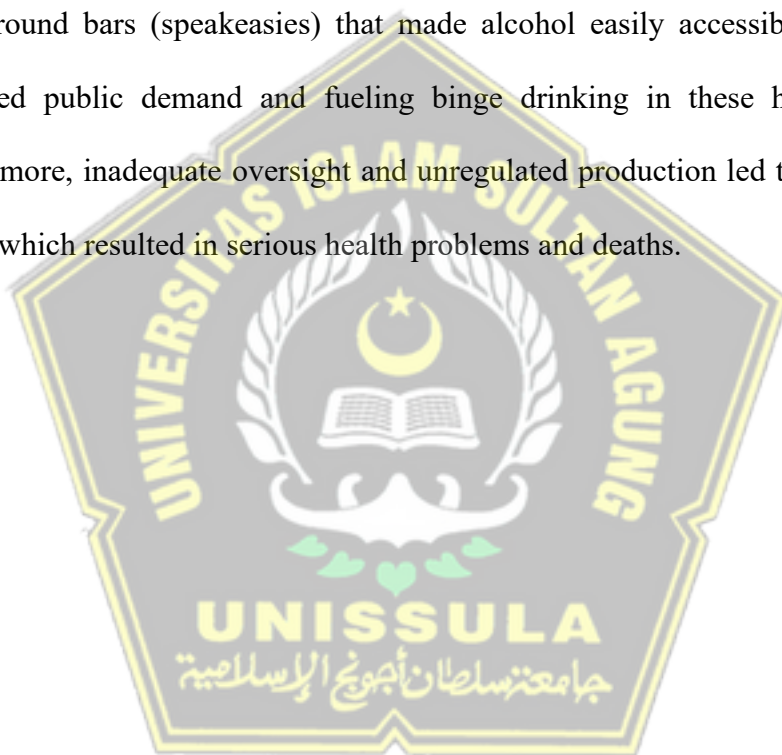 round bars (speakeasies) that made alcohol easily accessib
ed public demand and fueling binge drinking in these h
more, inadequate oversight and unregulated production led t
which resulted in serious health problems and deaths.
UNIVERSITAS ISLAM SULTAN AGUNG
UNISSULA
جامعة سلطان أجونج الإسلامية